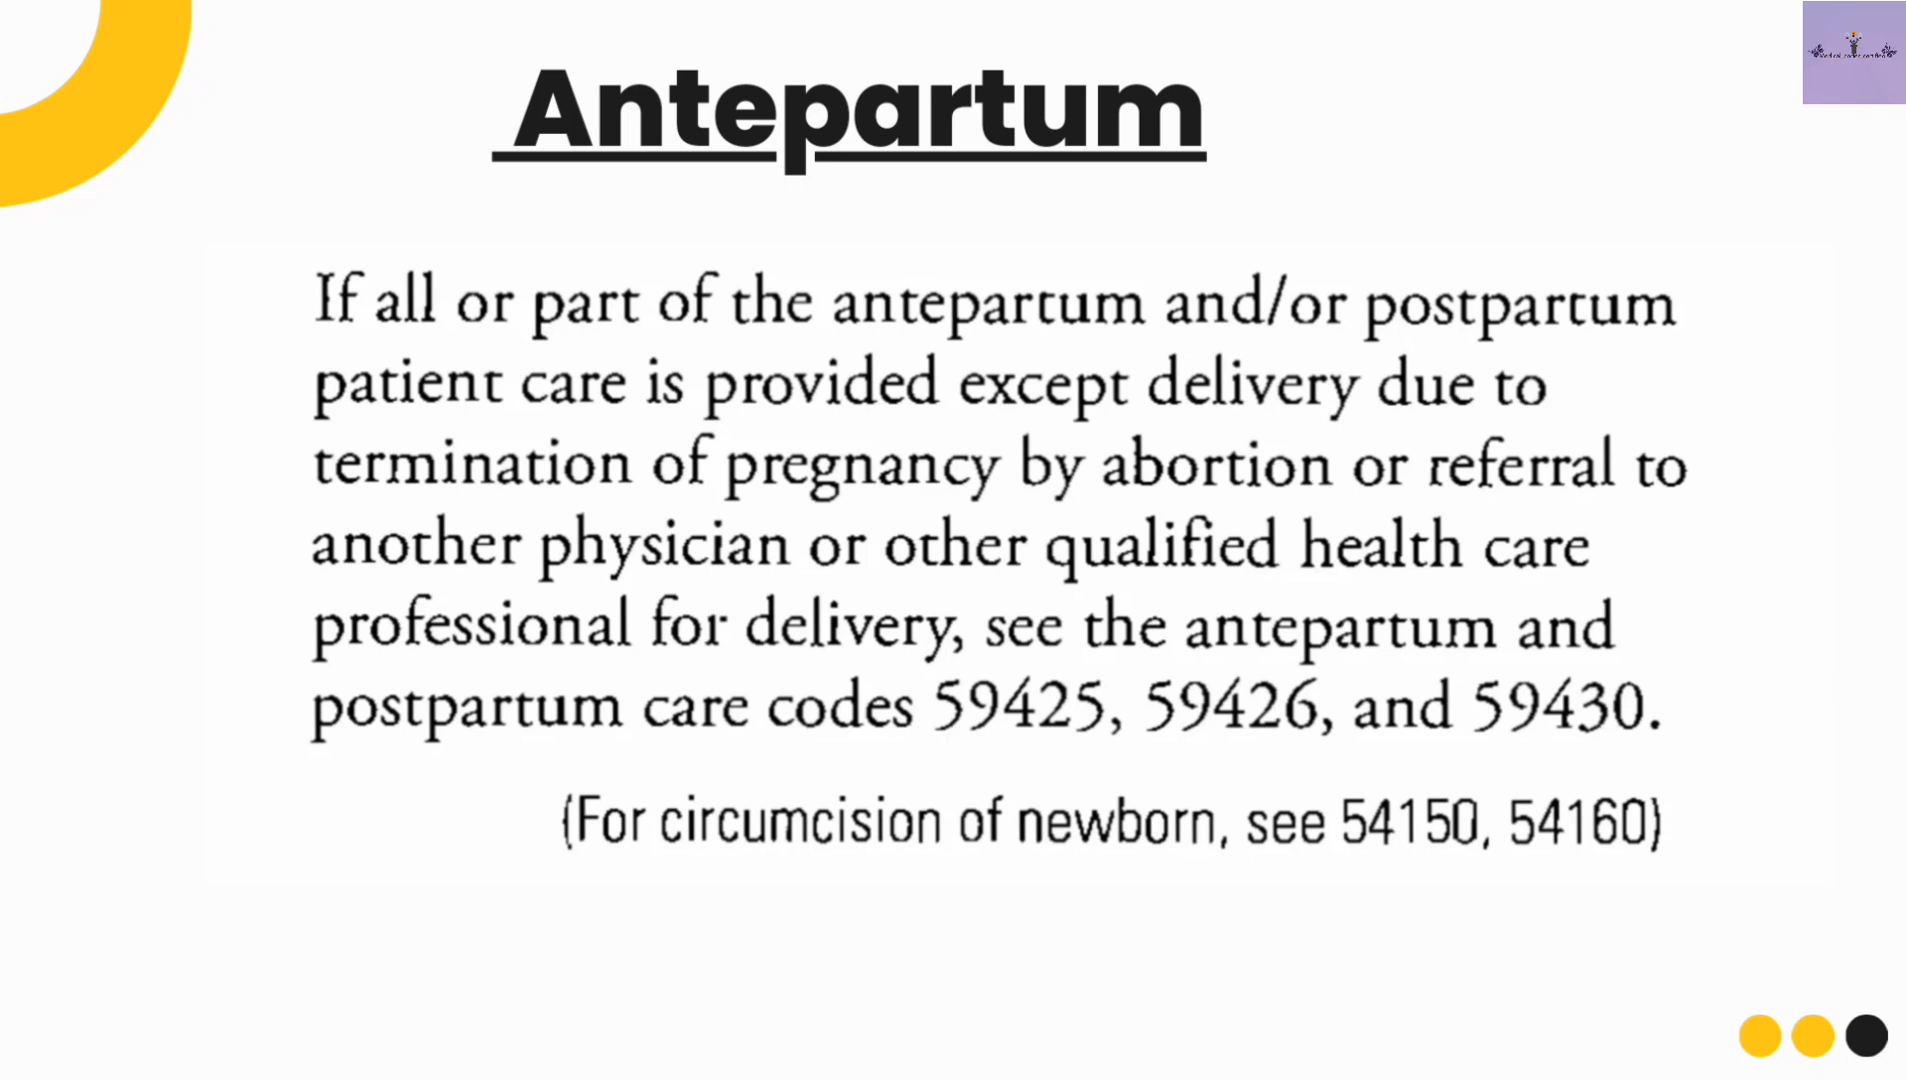 Antepartum
If all or part of the antepartum and/or postpartum
patient care is provided except delivery due to
termination of pregnancy by abortion or referral to
another physician or other qualified health care
professional for delivery, see the antepartum and
postpartum care codes 59425, 59426, and 59430.
(For circumcision of newborn, see 54150, 54160)